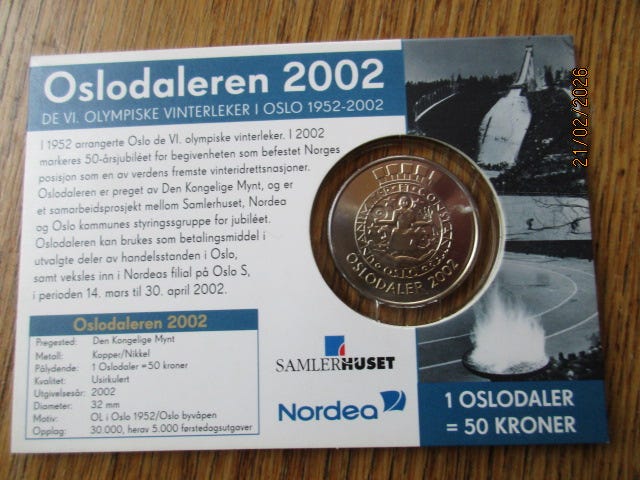 Oslodaleren 2002
DE VI. OLYMPISKE VINTERLEKER I OSLO 1952-2002
I 1952 arrangerte Oslo de VI. olympiske vinterleker. I 2002
markeres 50-årsjubiléet for begivenheten som befestet Norges
posisjon som en av verdens fremste vinteridrettsnasjoner.
Oslodaleren er preget av Den Kongelige Mynt, og er
et samarbeidsprosjekt mellom Samlerhuset, Nordea
og Oslo kommunes styringssgruppe for jubiléet.
Oslodaleren kan brukes som betalingsmiddel i
utvalgte deler av handelsstanden i Oslo,
samt veksles inn i Nordeas filial på Oslo S,
i perioden 14. mars til 30. april 2002.
Oslodaleren 2002
Pregested: Den Kongelige Mynt
Metall: Kopper/Nikkel
Pålydende: 1 Oslodaler =50 kroner
Kvalitet: Usirkulert
Utgivelsesår: 2002
Diameter: 32 mm
Motiv: OL i Oslo 1952/Oslo byvåpen
Opplag: 30.000, herav 5.000 førstedagsutgaver
SAMLERHUSET
Nordea
OSLODALER 2002
1 OSLODALER
= 50 KRONER
21/02/2026